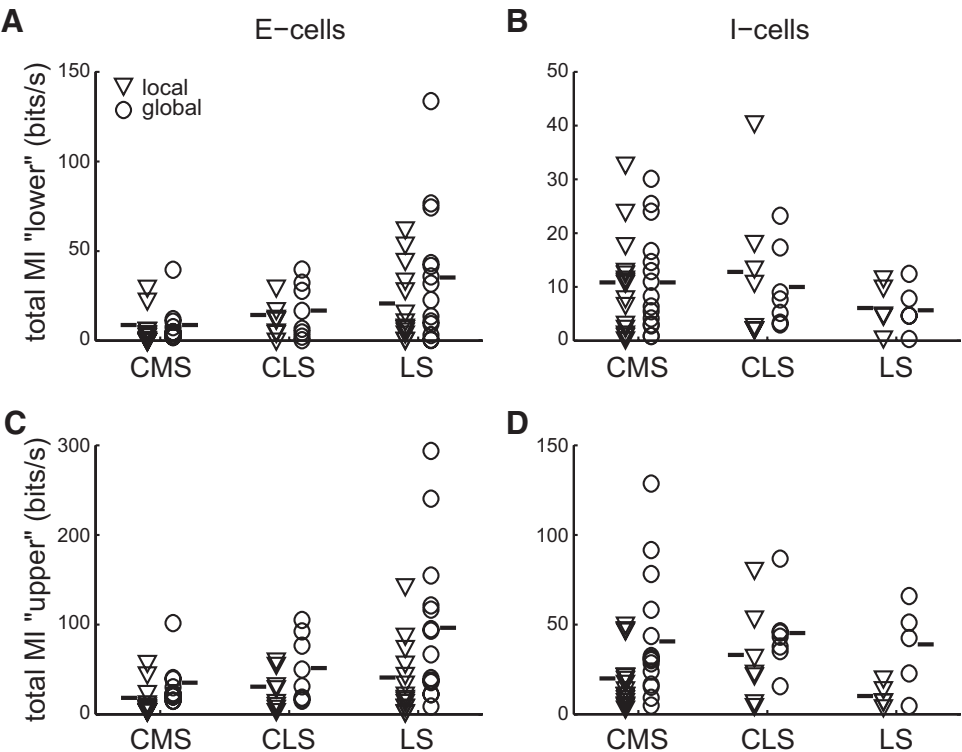 A
E−cells
B
I−cells
total MI "lower" (bits/s)
150
100
50
0
local
global
CMS
CLS
LS
50
40
30
20
10
0
CMS
CLS
LS
C
D
total MI "upper" (bits/s)
300
200
100
0
CMS
CLS
LS
150
100
50
0
CMS
CLS
LS